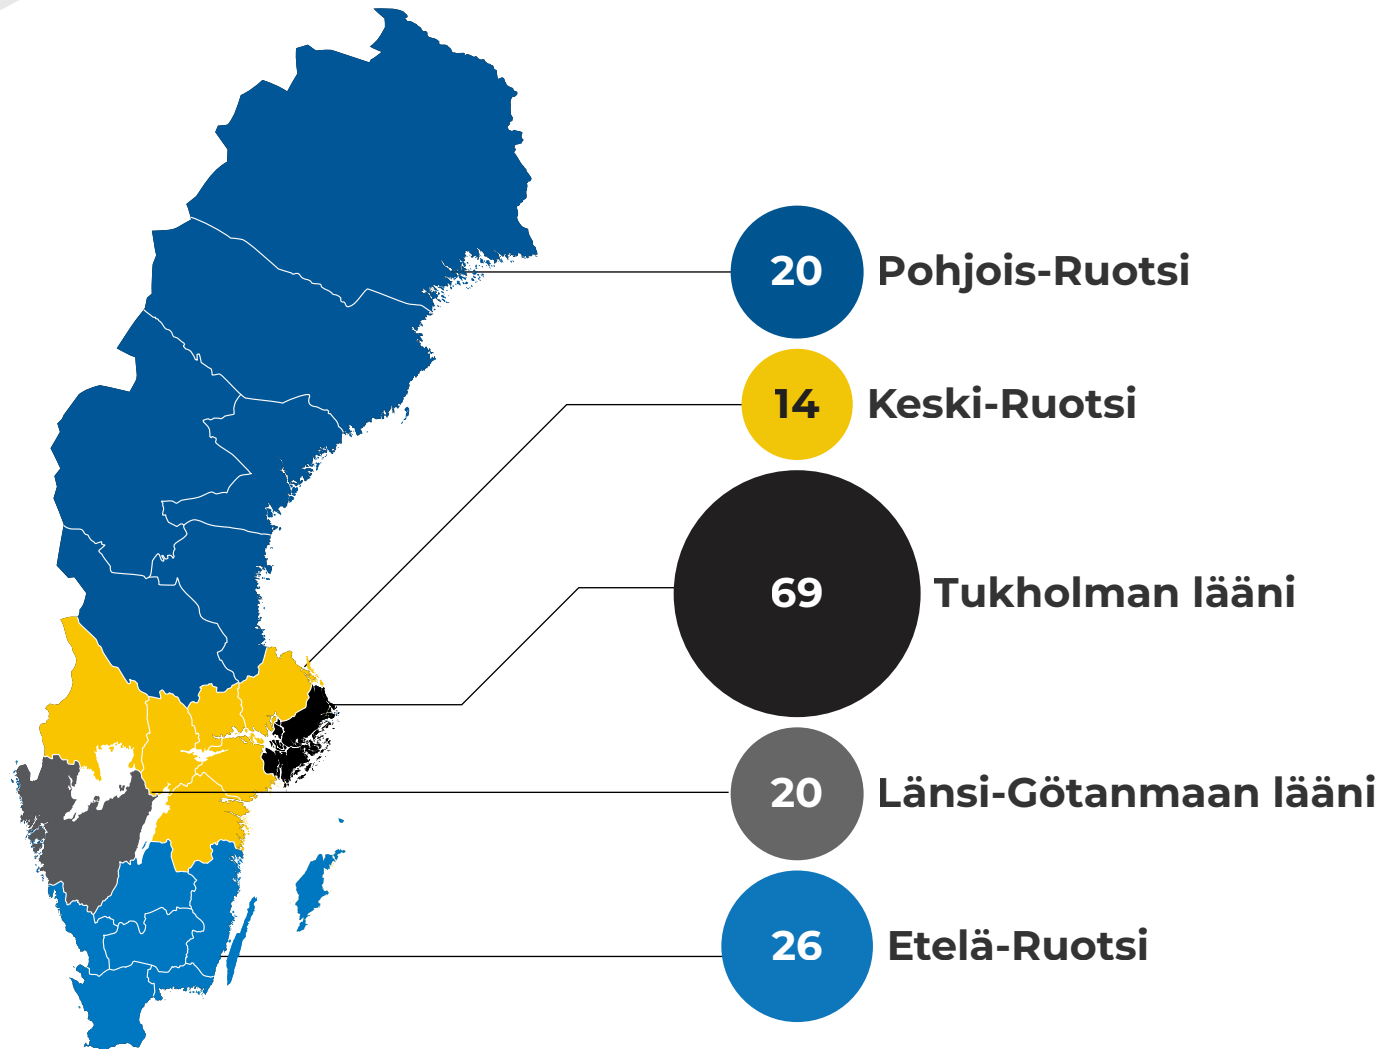 20 Pohjois-Ruotsi
14 Keski-Ruotsi
69 Tukholman lääni
20 Länsi-Götanmaan lääni
26 Etelä-Ruotsi